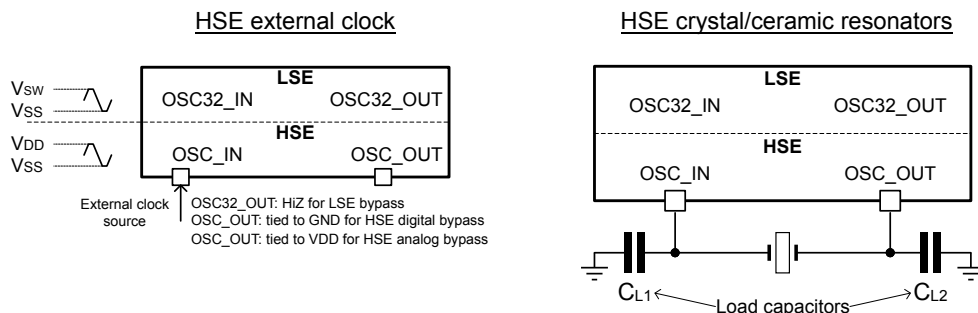 HSE external clock
LSE
VSW
OSC32_IN OSC32_OUT
VSS
HSE
VDD
OSC_IN OSC_OUT
VSS
External clock source
OSC32_OUT: HiZ for LSE bypass
OSC_OUT: tied to GND for HSE digital bypass
OSC_OUT: tied to VDD for HSE analog bypass
HSE crystal/ceramic resonators
LSE
OSC32_IN OSC32_OUT
HSE
OSC_IN OSC_OUT
CL1 CL2
Load capacitors